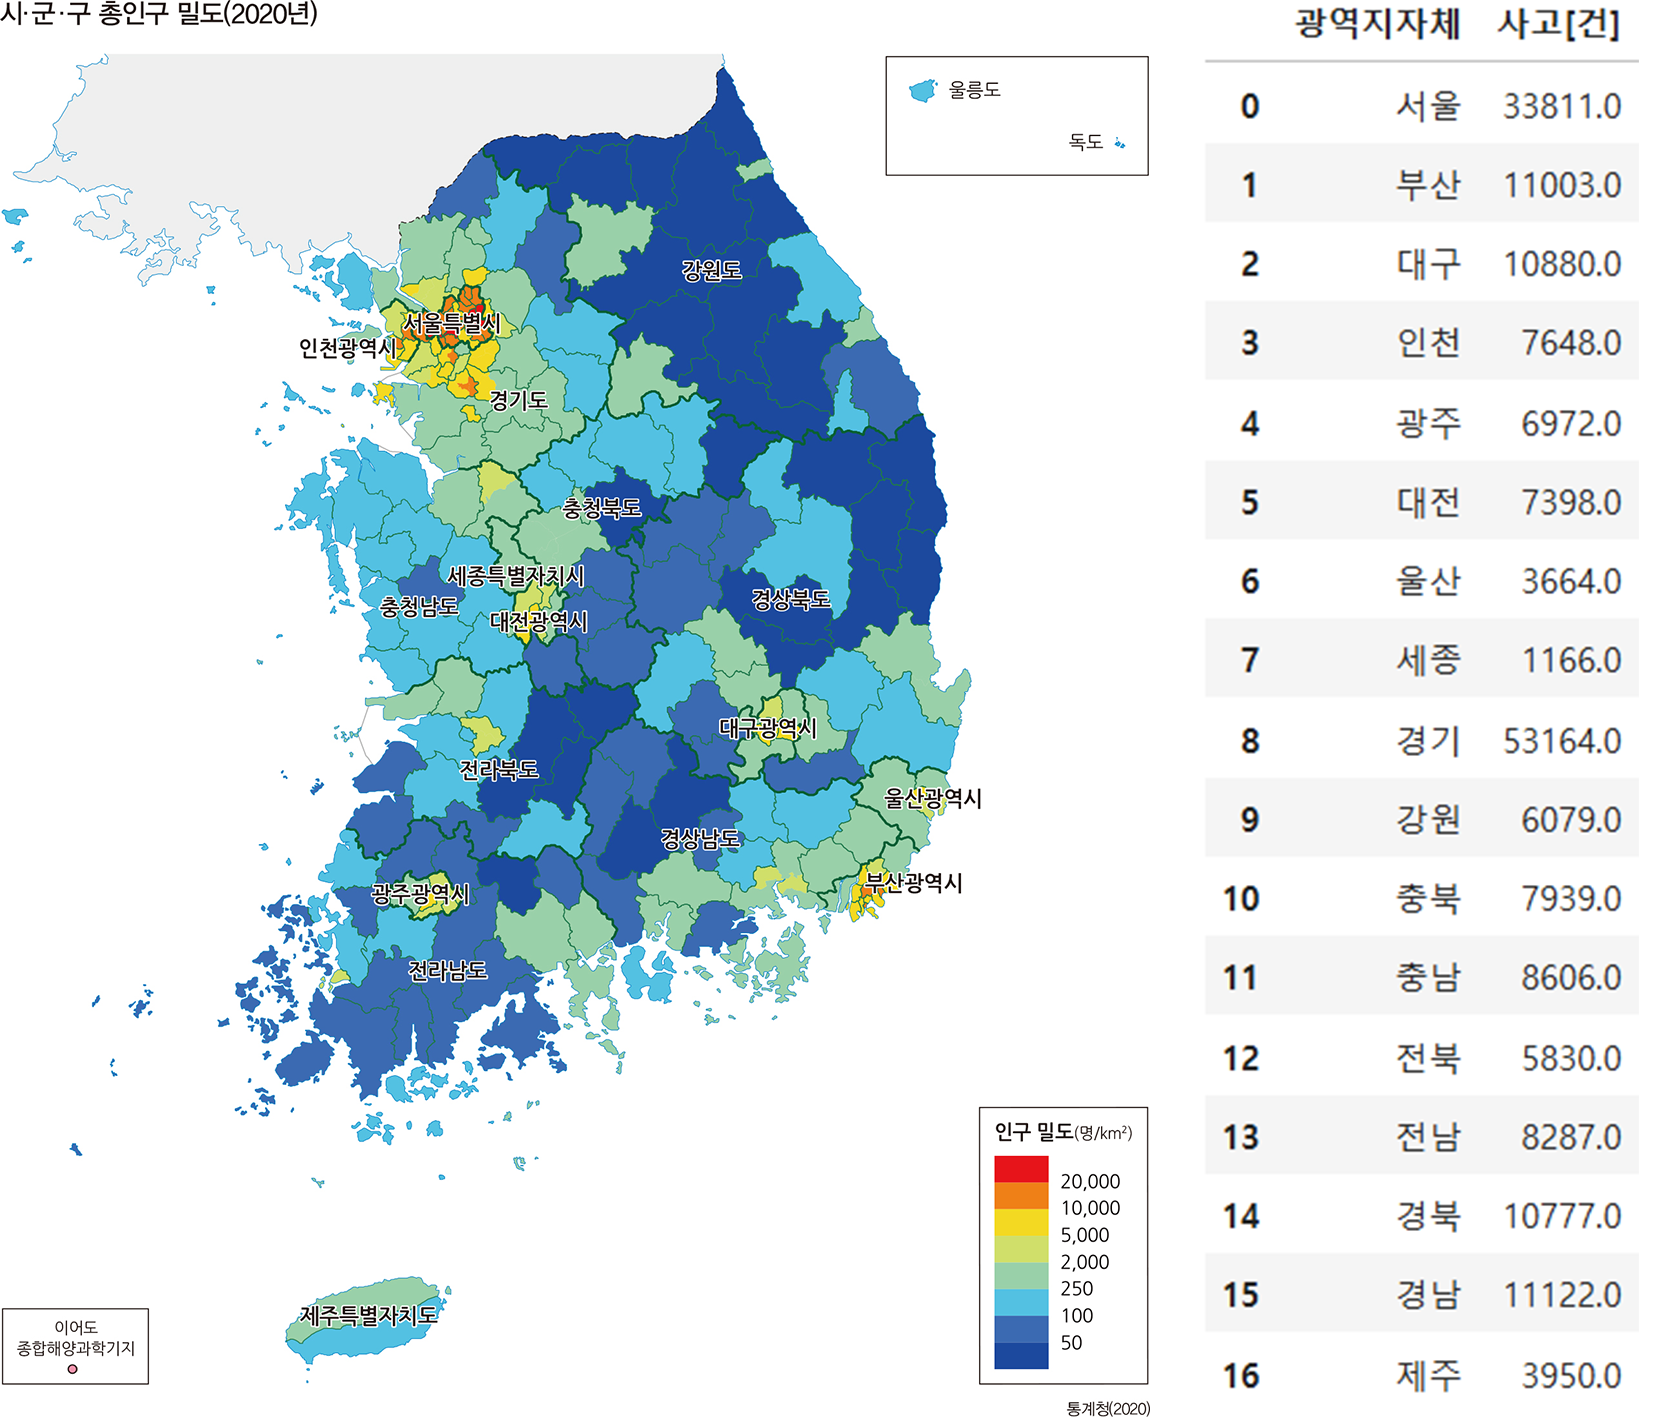 시·군·구 총인구 밀도(2020년)
울릉도
독도
강원도
서울특별시
인천광역시
경기도
충청북도
세종특별자치시
충청남도
대전광역시
경상북도
대구광역시
전라북도
울산광역시
경상남도
부산광역시
광주광역시
전라남도
제주특별자치도
이어도
종합해양과학기지
인구 밀도(명/km²)
20,000
10,000
5,000
2,000
250
100
50
통계청(2020)
광역지자체 사고[건]
0 서울 33811.0
1 부산 11003.0
2 대구 10880.0
3 인천 7648.0
4 광주 6972.0
5 대전 7398.0
6 울산 3664.0
7 세종 1166.0
8 경기 53164.0
9 강원 6079.0
10 충북 7939.0
11 충남 8606.0
12 전북 5830.0
13 전남 8287.0
14 경북 10777.0
15 경남 11122.0
16 제주 3950.0